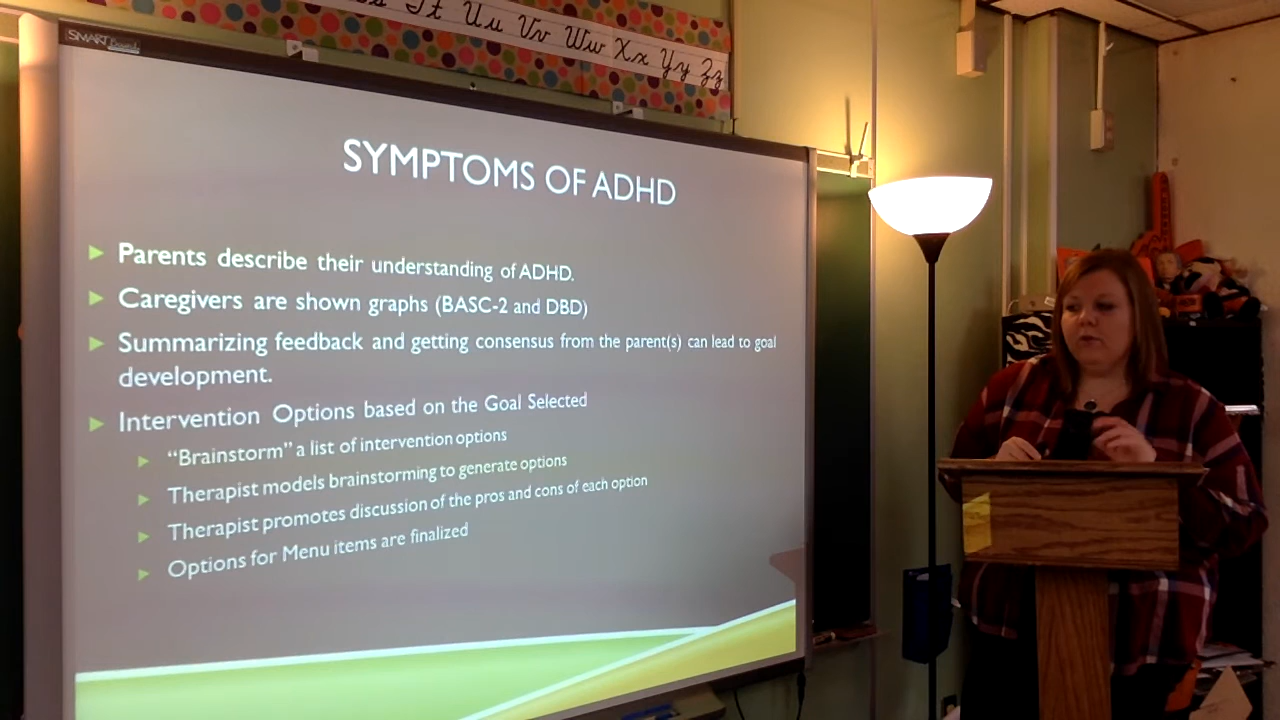 Tt Uu Vv Ww Xx Yy Zz
SMART Board
SYMPTOMS OF ADHD
Parents describe their understanding of ADHD.
Caregivers are shown graphs (BASC-2 and DBD)
Summarizing feedback and getting consensus from the parent(s) can lead to goal
development.
Intervention Options based on the Goal Selected
“Brainstorm” a list of intervention options
Therapist models brainstorming to generate options
Therapist promotes discussion of the pros and cons of each option
Options for Menu items are finalized